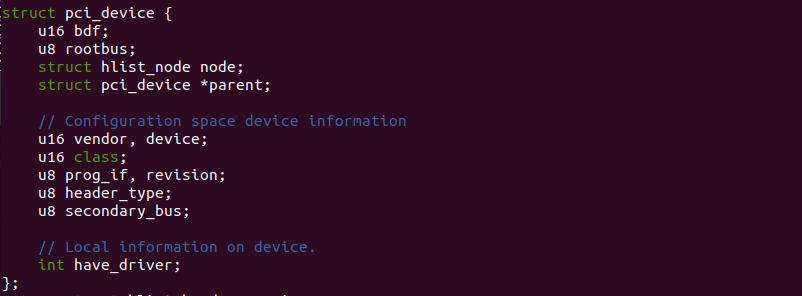 struct pci_device {
    u16 bdf;
    u8 rootbus;
    struct hlist_node node;
    struct pci_device *parent;

    // Configuration space device information
    u16 vendor, device;
    u16 class;
    u8 prog_if, revision;
    u8 header_type;
    u8 secondary_bus;

    // Local information on device.
    int have_driver;
};